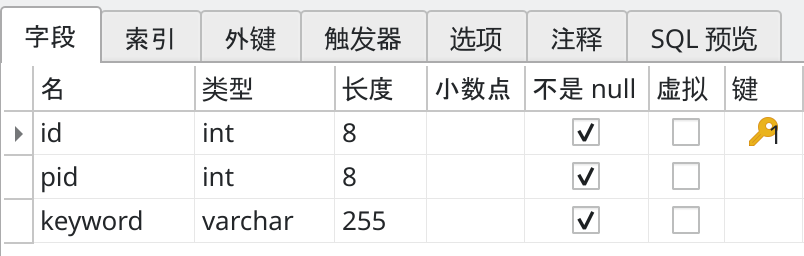 字段 索引 外键 触发器 选项 注释 SQL 预览
名 类型 长度 小数点 不是 null 虚拟 键
id int 8 1
pid int 8
keyword varchar 255